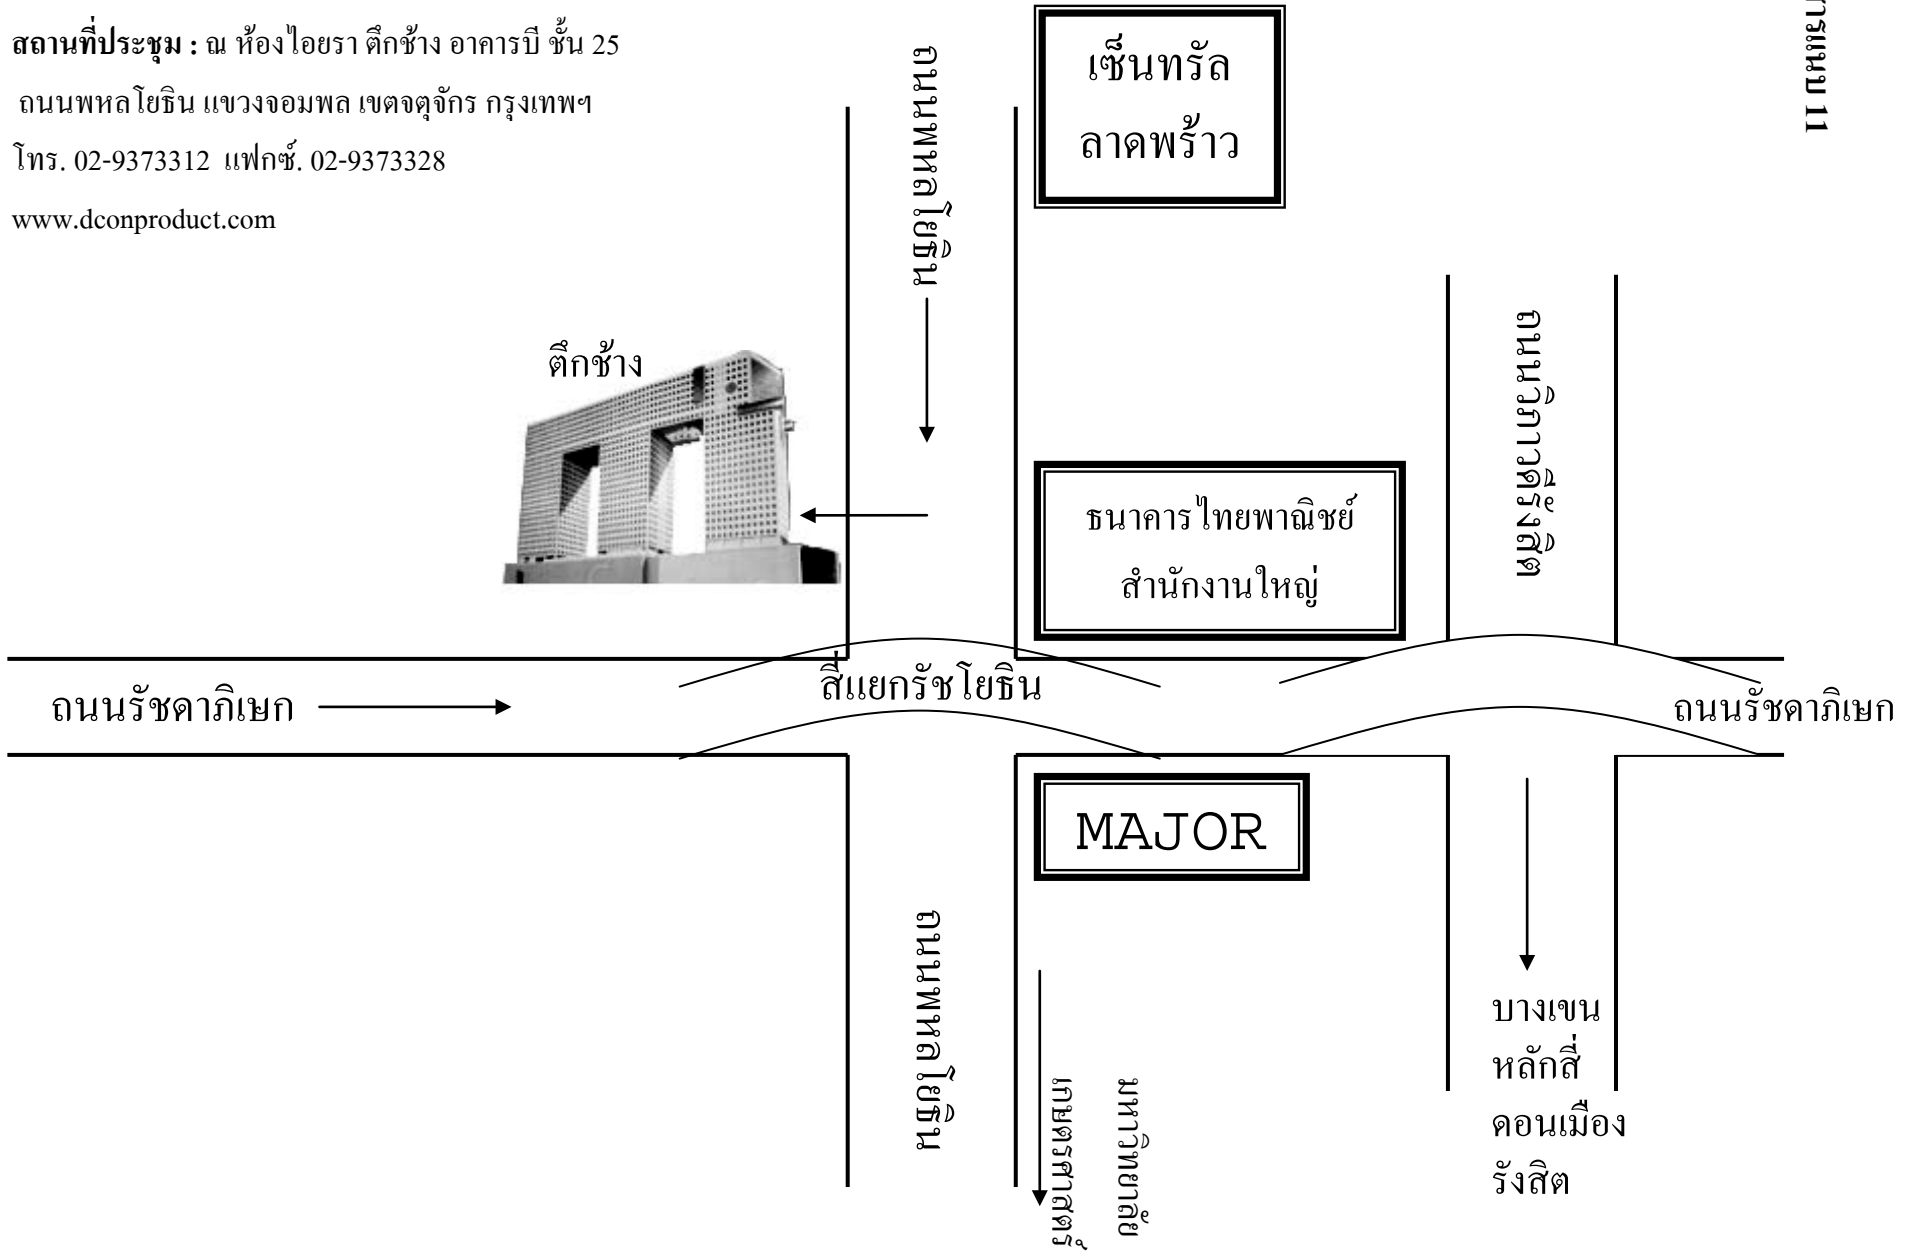 สถานที่ประชุม : ณ ห้องไอยรา ตึกช้าง อาคารบี ชั้น 25
ถนนพหลโยธิน แขวงจอมพล เขตจตุจักร กรุงเทพฯ
โทร. 02-9373312 แฟกซ์. 02-9373328
www.dconproduct.com
ถนนพหลโยธิน
เซ็นทรัล
ลาดพร้าว
11
ตึกช้าง
ถนนวิภาวดีรังสิต
ธนาคารไทยพาณิชย์
สำนักงานใหญ่
ถนนรัชดาภิเษก
สี่แยกรัชโยธิน
ถนนรัชดาภิเษก
MAJOR
ถนนพหลโยธิน
มหาวิทยาลัย
เกษตรศาสตร์
บางเขน
หลักสี่
ดอนเมือง
รังสิต